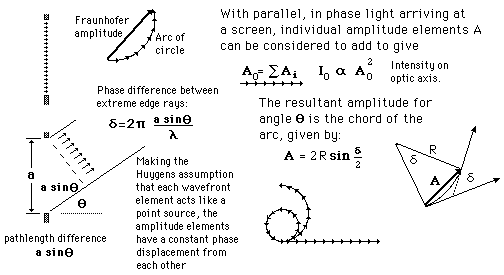 Fraunhofer
amplitude
Arc of
circle
With parallel, in phase light arriving at
a screen, individual amplitude elements A
can be considered to add to give
A₀= ∑Aᵢ I₀ ∝ A₀²
Intensity on
optic axis.
Phase difference between
extreme edge rays:
δ=2π a sinΘ / λ
The resultant amplitude for
angle Θ is the chord of the
arc, given by:
A = 2R sin δ/2
a
a sinΘ
Θ
pathlength difference
a sinΘ
Making the
Huygens assumption
that each wavefront
element acts like a
point source, the
amplitude elements
have a constant phase
displacement from
each other
R
δ
A
δ